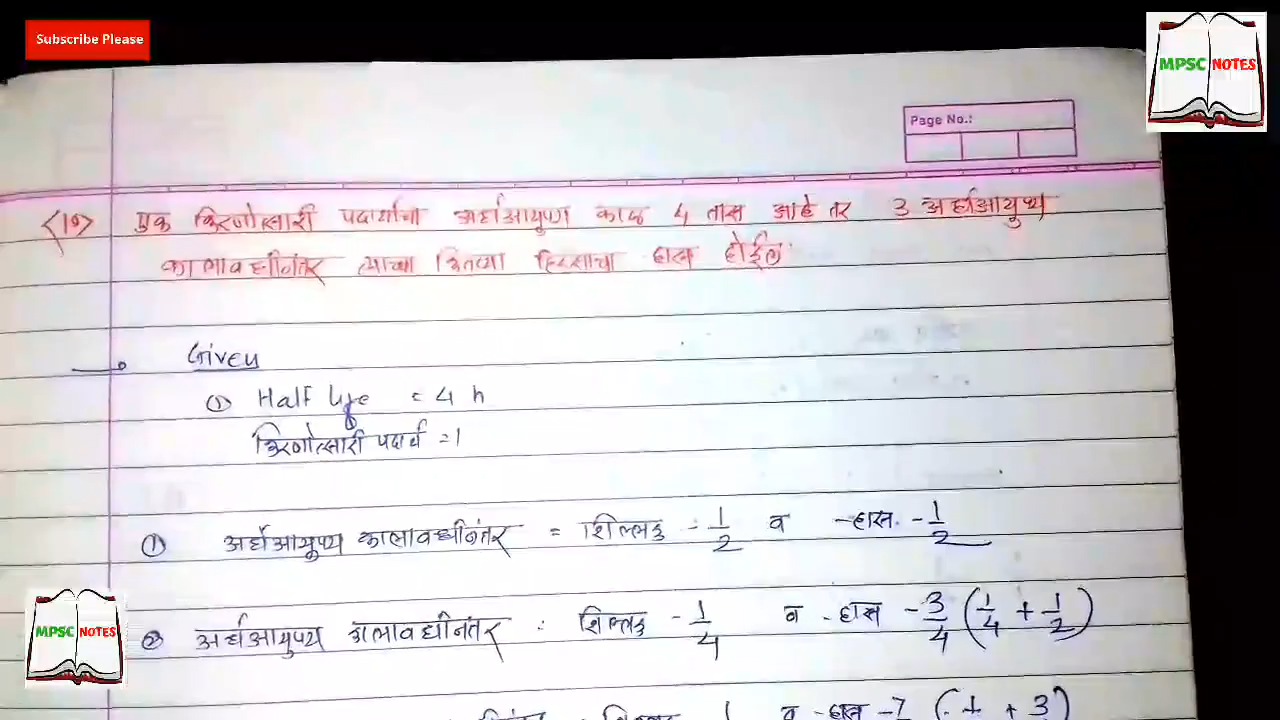 Subscribe Please
MPSC NOTES
Page No.:
<19> एक किरणोत्सारी पदार्थाचा अर्धआयुष्य काळ 4 तास आहे तर 3 अर्धआयुष्य
कालावधीनंतर त्याच्या कितव्या हिस्साचा ह्रास होईल
Given
① Half life = 4 h
किरणोत्सारी पदार्थ = 1
① अर्धआयुष्य कालावधीनंतर = शिल्लक - 1/2 व ह्रास - 1/2
② अर्धआयुष्य कालावधीनंतर : शिल्लक - 1/4 व ह्रास - 3/4 (1/4 + 1/2)
MPSC NOTES